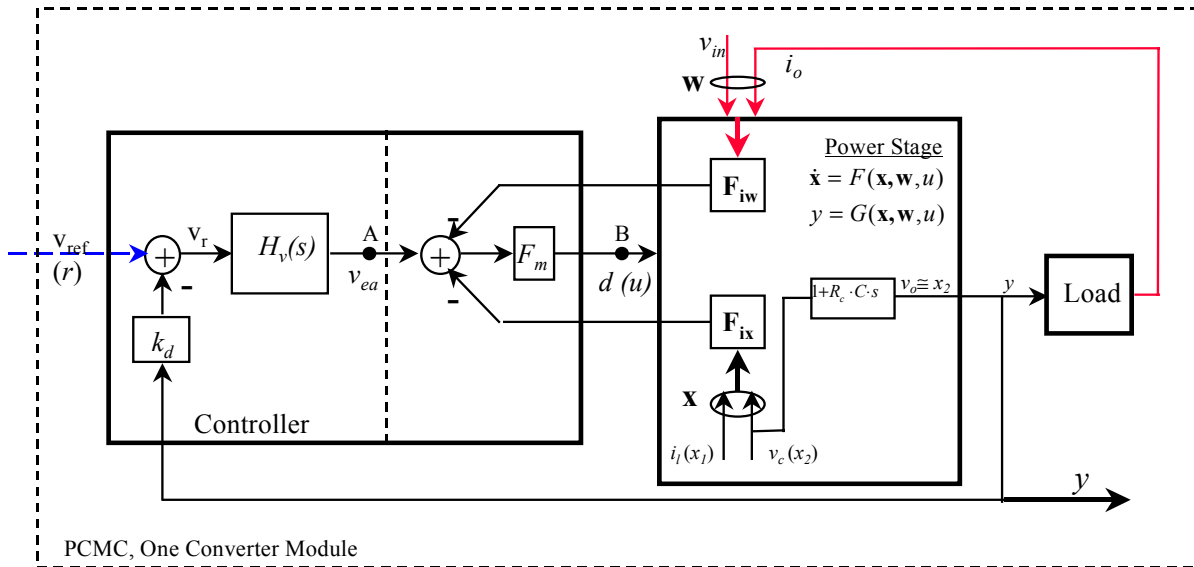 v_in
i_o
w
Power Stage
ẋ = F(x,w,u)
y = G(x,w,u)
F_iw
v_ref
(r)
+
-
v_r
H_v(s)
A
v_ea
-
+
-
F_m
B
d (u)
1+R_c·C·s
v_o≅x_2
y
Load
F_ix
k_d
x
Controller
i_l(x_1)
v_c(x_2)
y
PCMC, One Converter Module